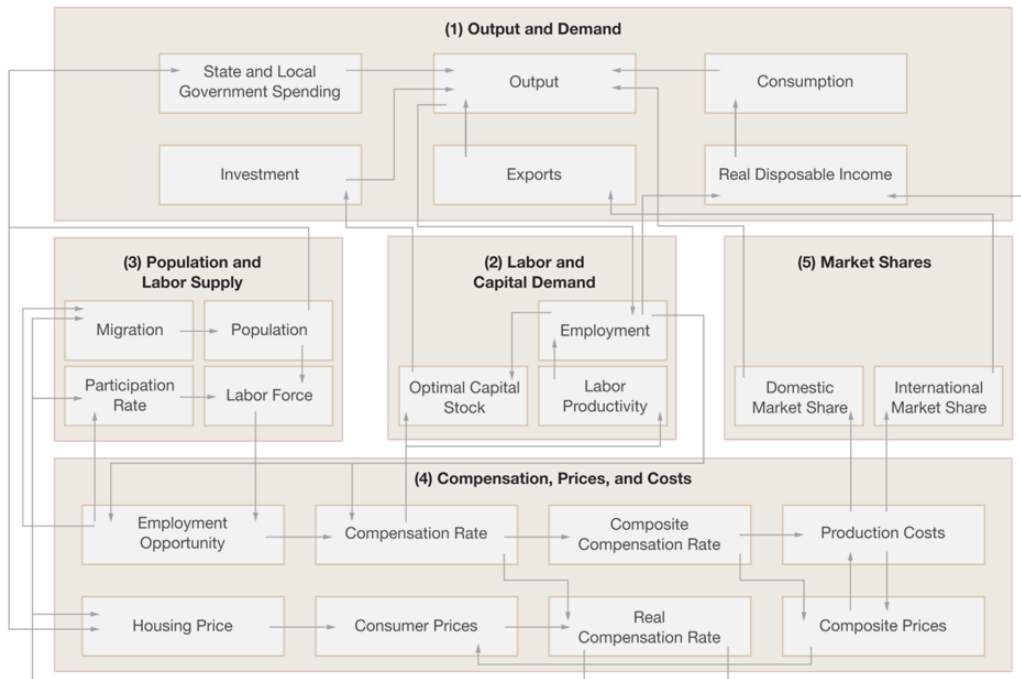 (1) Output and Demand
State and Local
Government Spending
Output
Consumption
Investment
Exports
Real Disposable Income
(3) Population and
Labor Supply
Migration
Population
Participation
Rate
Labor Force
(2) Labor and
Capital Demand
Employment
Optimal Capital
Stock
Labor
Productivity
(5) Market Shares
Domestic
Market Share
International
Market Share
(4) Compensation, Prices, and Costs
Employment
Opportunity
Compensation Rate
Composite
Compensation Rate
Production Costs
Housing Price
Consumer Prices
Real
Compensation Rate
Composite Prices